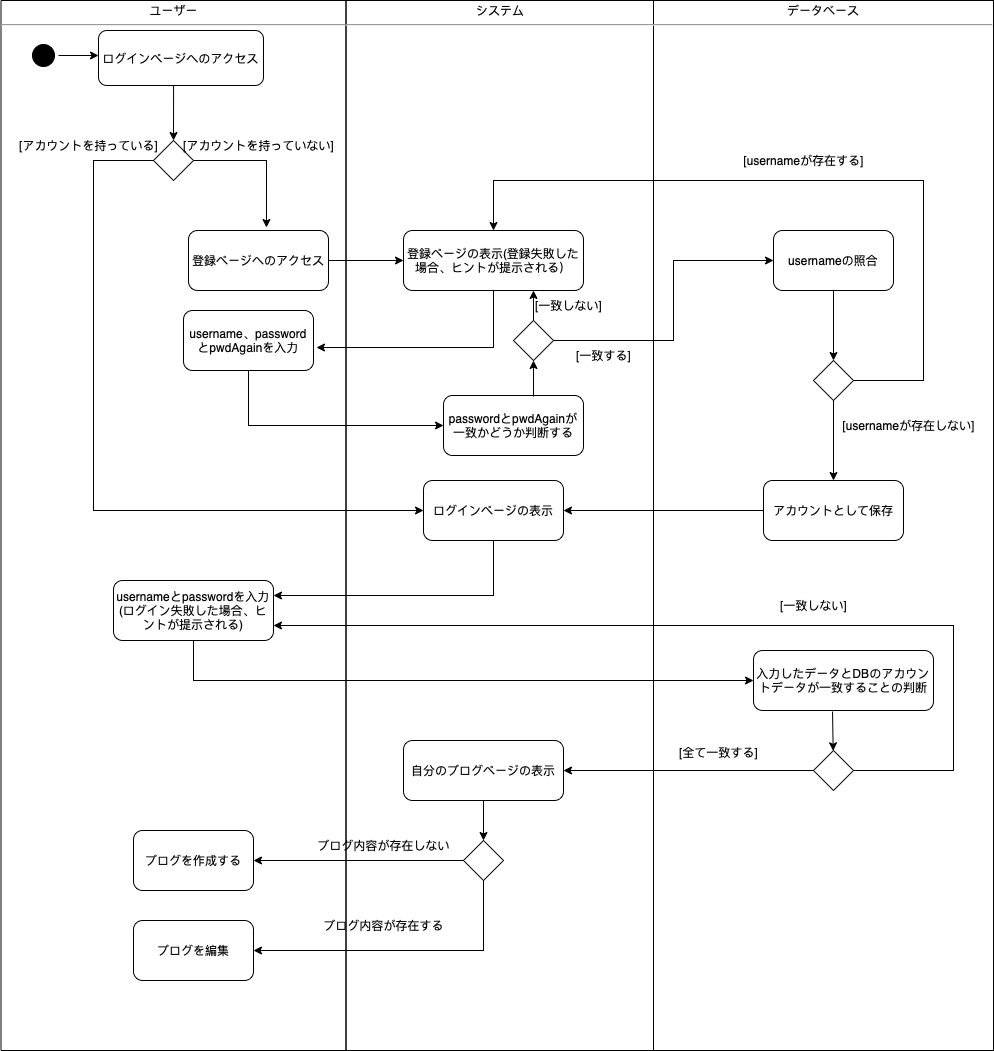 ユーザー
システム
データベース
ログインページへのアクセス
[アカウントを持っている]
[アカウントを持っていない]
[usernameが存在する]
登録ページへのアクセス
登録ページの表示(登録失敗した
場合、ヒントが提示される)
usernameの照合
[一致しない]
username、password
とpwdAgainを入力
[一致する]
passwordとpwdAgainが
一致かどうか判断する
[usernameが存在しない]
ログインページの表示
アカウントとして保存
usernameとpasswordを入力
(ログイン失敗した場合、ヒ
ントが提示される)
[一致しない]
入力したデータとDBのアカウン
トデータが一致することの判断
[全て一致する]
自分のブログページの表示
ブログ内容が存在しない
ブログを作成する
ブログ内容が存在する
ブログを編集